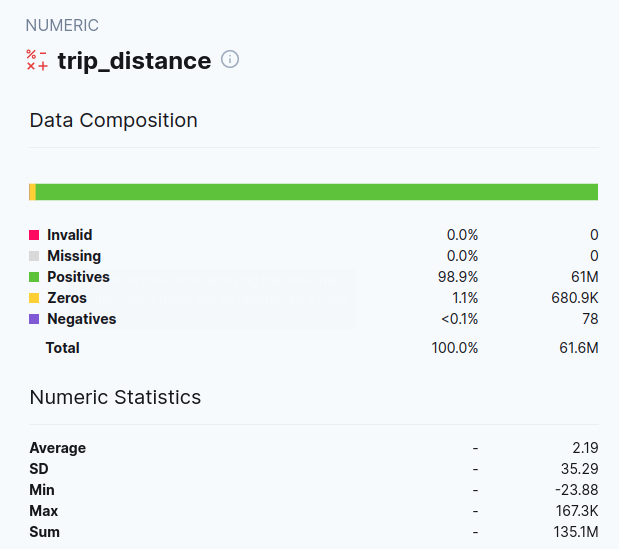 NUMERIC
trip_distance
Data Composition
Invalid 0.0% 0
Missing 0.0% 0
Positives 98.9% 61M
Zeros 1.1% 680.9K
Negatives <0.1% 78
Total 100.0% 61.6M
Numeric Statistics
Average - 2.19
SD - 35.29
Min - -23.88
Max - 167.3K
Sum - 135.1M